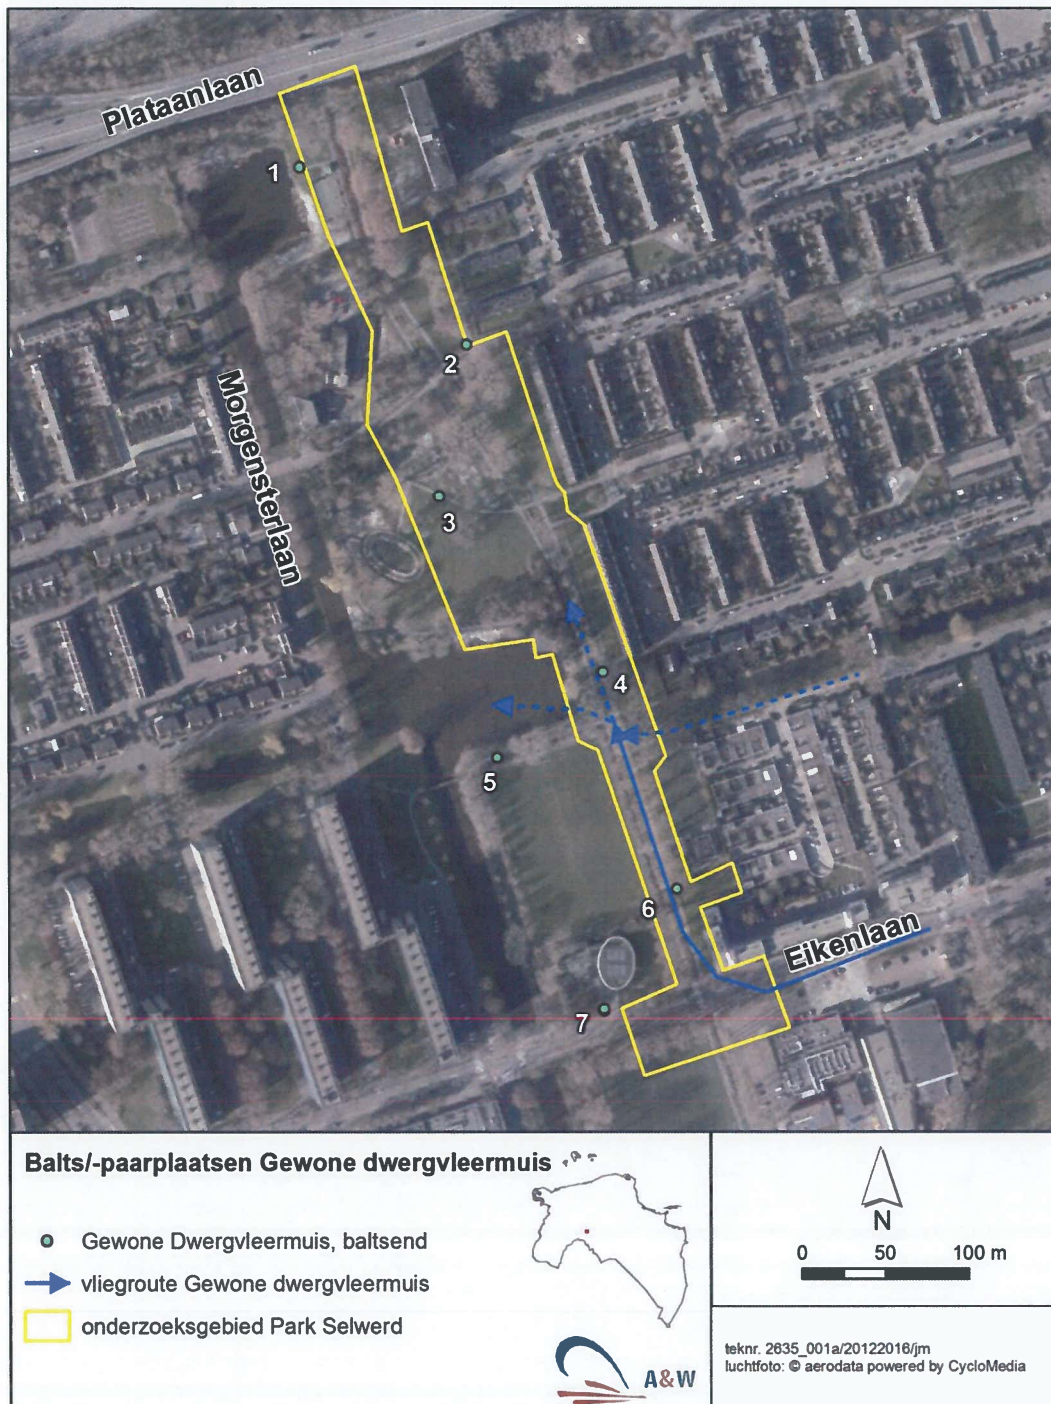 Plataanlaan
1
2
Morgensterlaan
3
4
5
6
Eikenlaan
7
Balts/-paarplaatsen Gewone dwergvleermuis
Gewone Dwergvleermuis, baltsend
vliegroute Gewone dwergvleermuis
onderzoeksgebied Park Selwerd
A&W
N
0 50 100 m
teknr. 2635_001a/20122016/jm
luchtfoto: © aerodata powered by CycloMedia